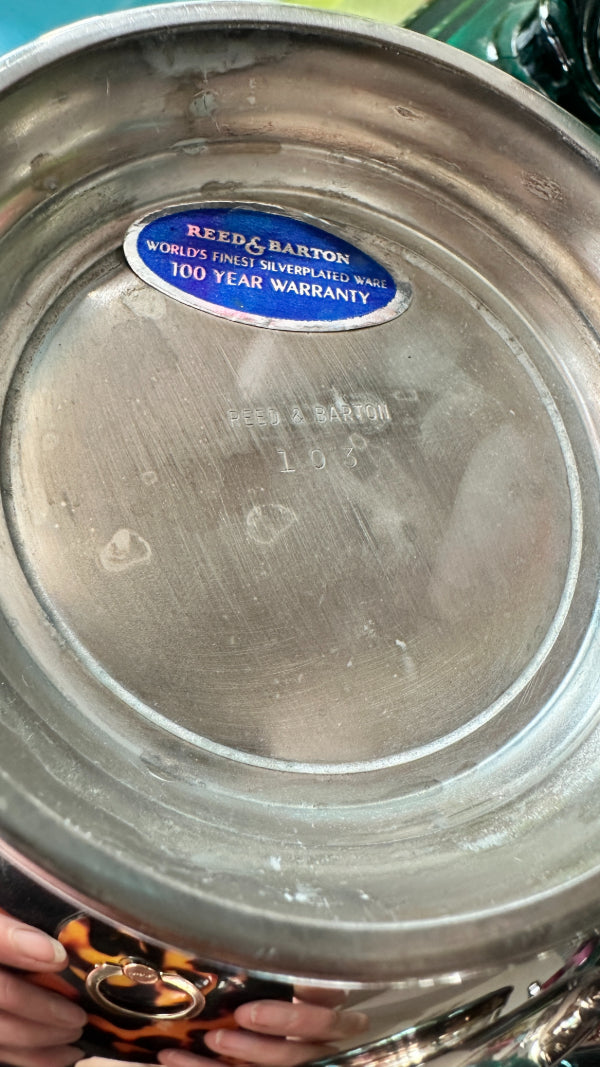 REED & BARTON
WORLD'S FINEST SILVERPLATED WARE
100 YEAR WARRANTY
REED & BARTON
103